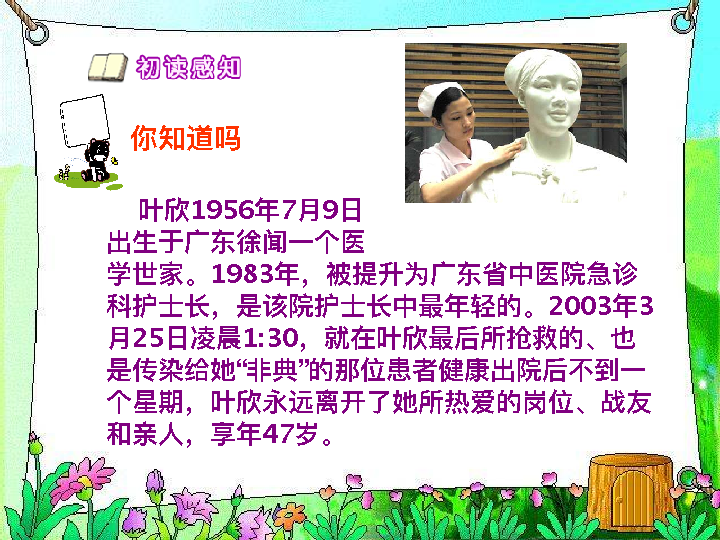 初读感知
你知道吗
叶欣1956年7月9日
出生于广东徐闻一个医
学世家。1983年，被提升为广东省中医院急诊
科护士长，是该院护士长中最年轻的。2003年3
月25日凌晨1:30，就在叶欣最后所抢救的、也
是传染给她“非典”的那位患者健康出院后不到一
个星期，叶欣永远离开了她所热爱的岗位、战友
和亲人，享年47岁。